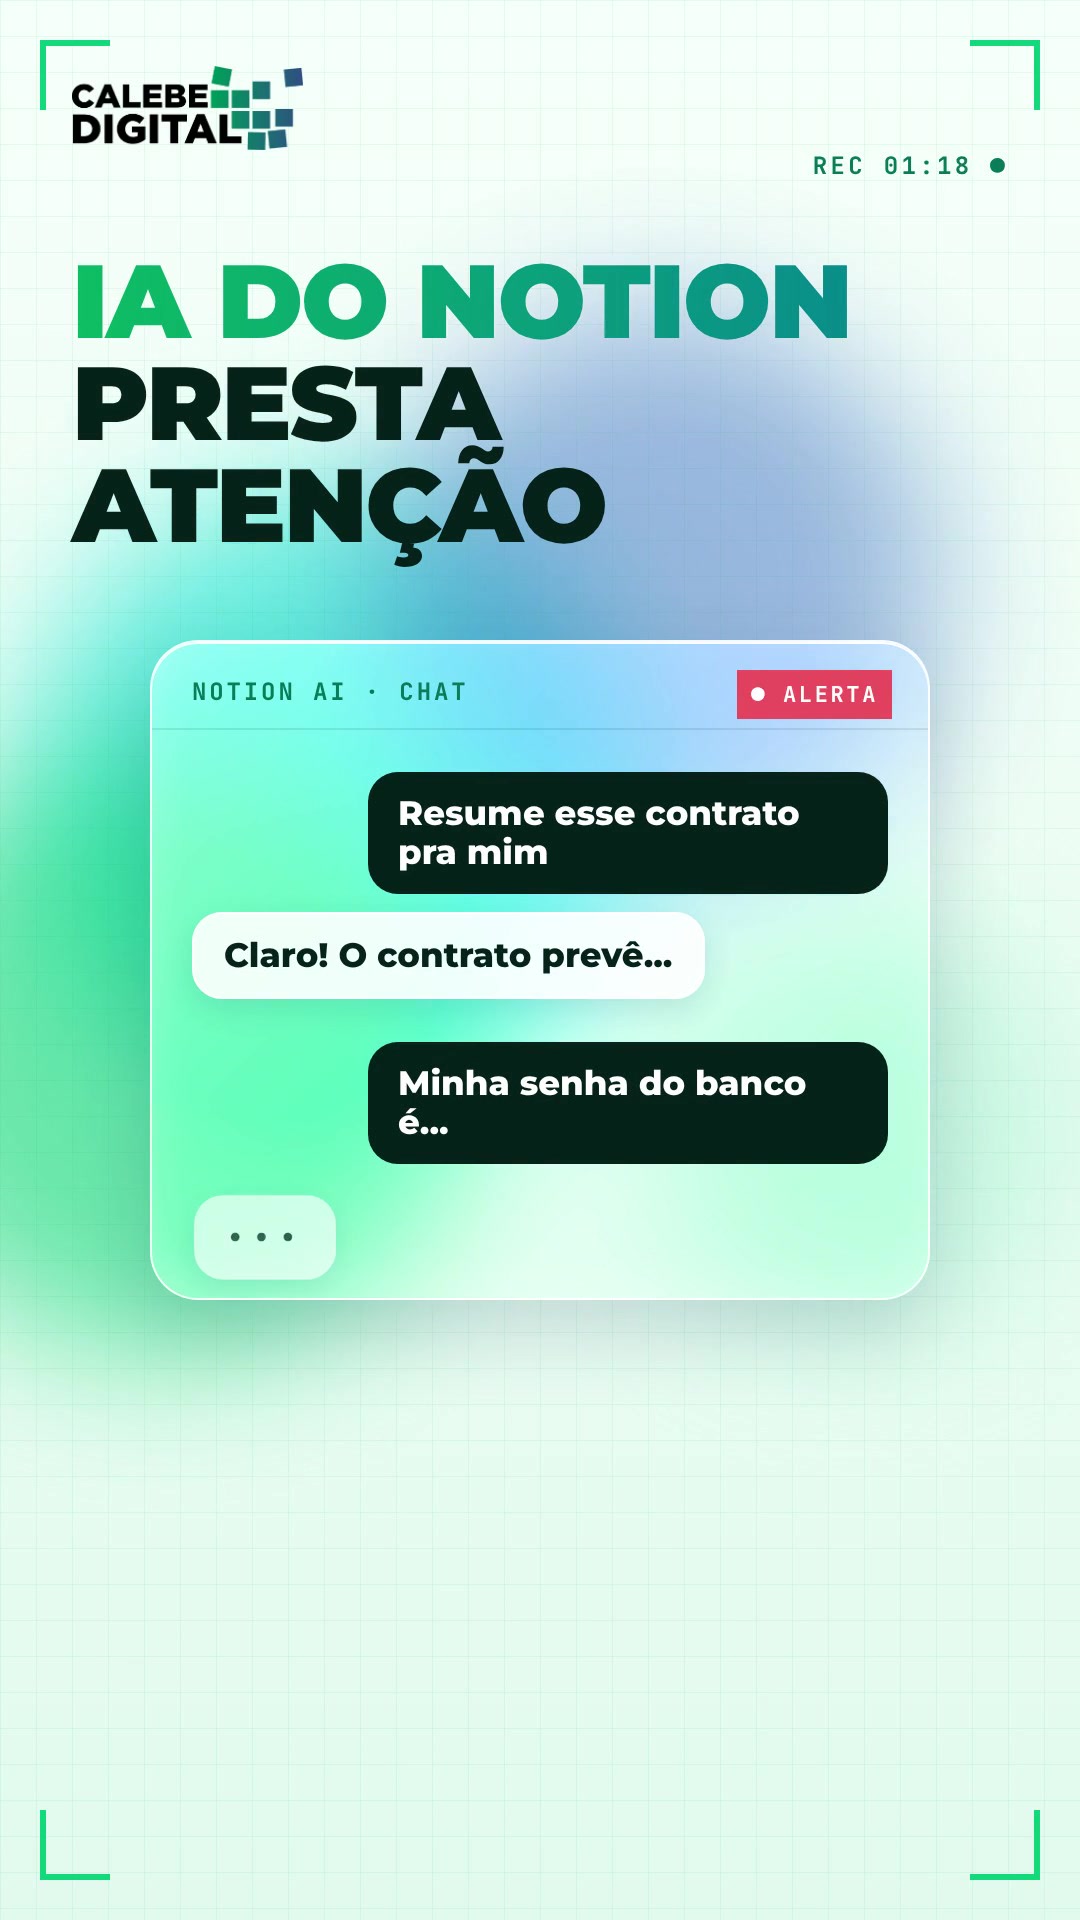 CALEBE
DIGITAL
REC 01:18
IA DO NOTION
PRESTA
ATENÇÃO
NOTION AI · CHAT
ALERTA
Resume esse contrato
pra mim
Claro! O contrato prevê...
Minha senha do banco
é...